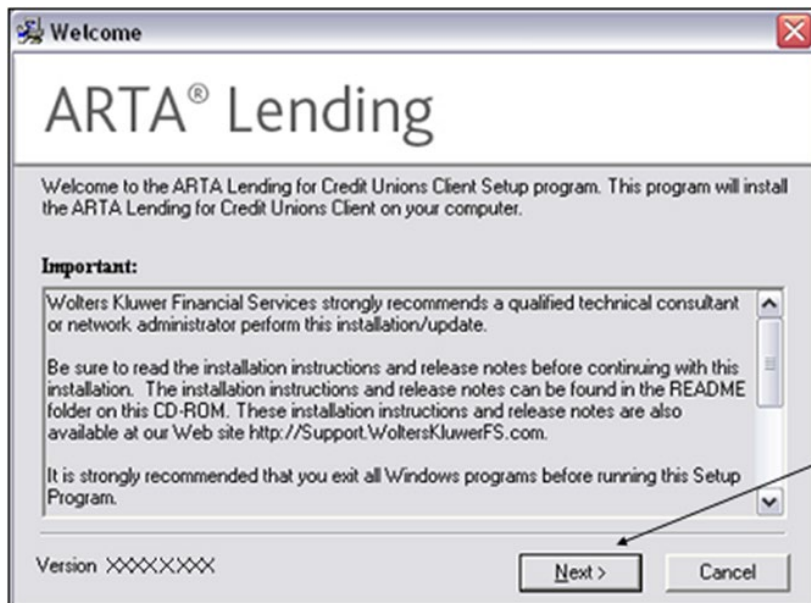 Welcome
ARTA® Lending
Welcome to the ARTA Lending for Credit Unions Client Setup program. This program will install
the ARTA Lending for Credit Unions Client on your computer.
Important:
Wolters Kluwer Financial Services strongly recommends a qualified technical consultant
or network administrator perform this installation/update.
Be sure to read the installation instructions and release notes before continuing with this
installation. The installation instructions and release notes can be found in the README
folder on this CD-ROM. These installation instructions and release notes are also
available at our Web site http://Support.WoltersKluwerFS.com.
It is strongly recommended that you exit all Windows programs before running this Setup
Program.
Version XXXXXXX
Next >
Cancel